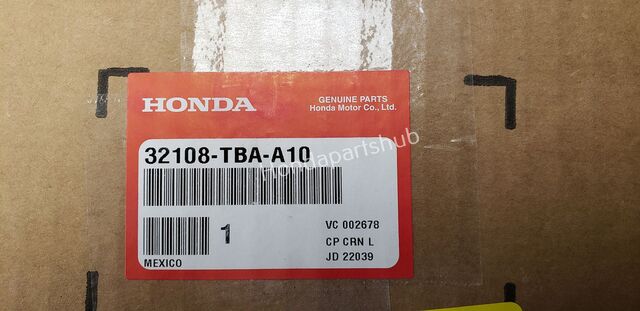 HONDA
GENUINE PARTS
Honda Motor Co., Ltd.
32108-TBA-A10
Hondapartshub
1
VC 002678
CP CRN L
JD 22039
MEXICO